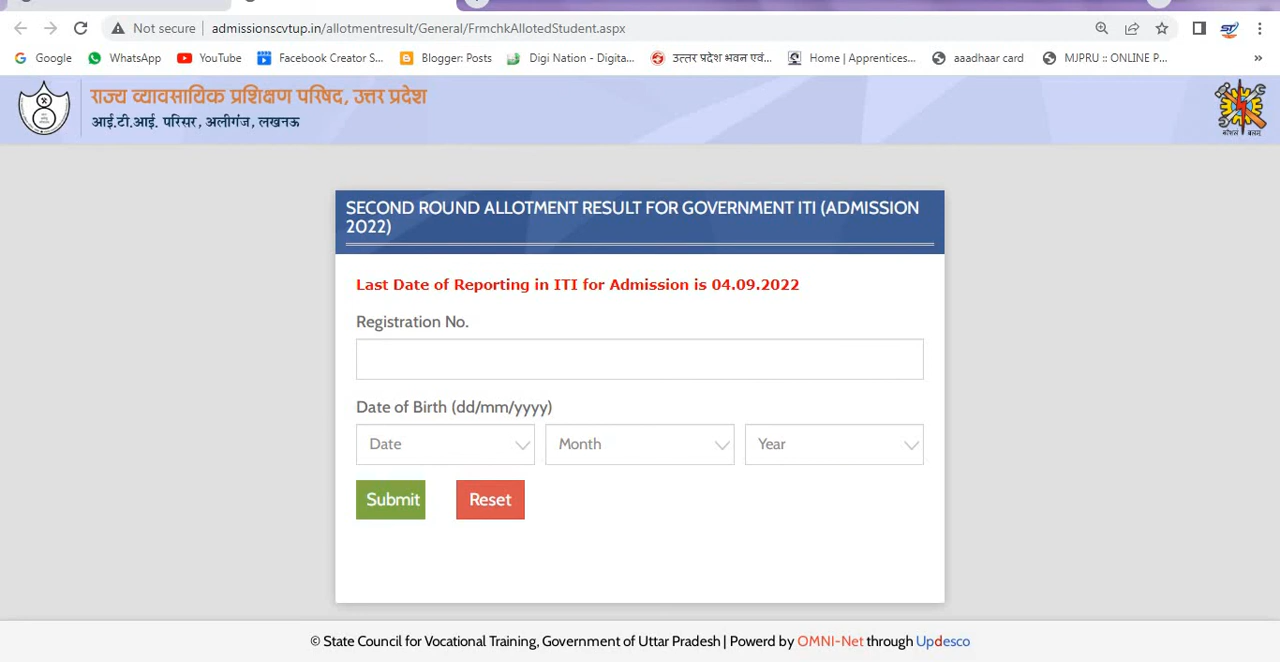 Not secure | admissionscvtup.in/allotmentresult/General/FrmchkAllotedStudent.aspx
Google WhatsApp YouTube Facebook Creator S... Blogger: Posts Digi Nation - Digita... उत्तर प्रदेश भवन एवं... Home | Apprentices... aaadhaar card MJPRU :: ONLINE P... »
राज्य व्यावसायिक प्रशिक्षण परिषद, उत्तर प्रदेश
आई.टी.आई. परिसर, अलीगंज, लखनऊ
कौशलं बलम्
SECOND ROUND ALLOTMENT RESULT FOR GOVERNMENT ITI (ADMISSION
2022)
Last Date of Reporting in ITI for Admission is 04.09.2022
Registration No.
Date of Birth (dd/mm/yyyy)
Date Month Year
Submit Reset
© State Council for Vocational Training, Government of Uttar Pradesh | Powerd by OMNI-Net through Updesco